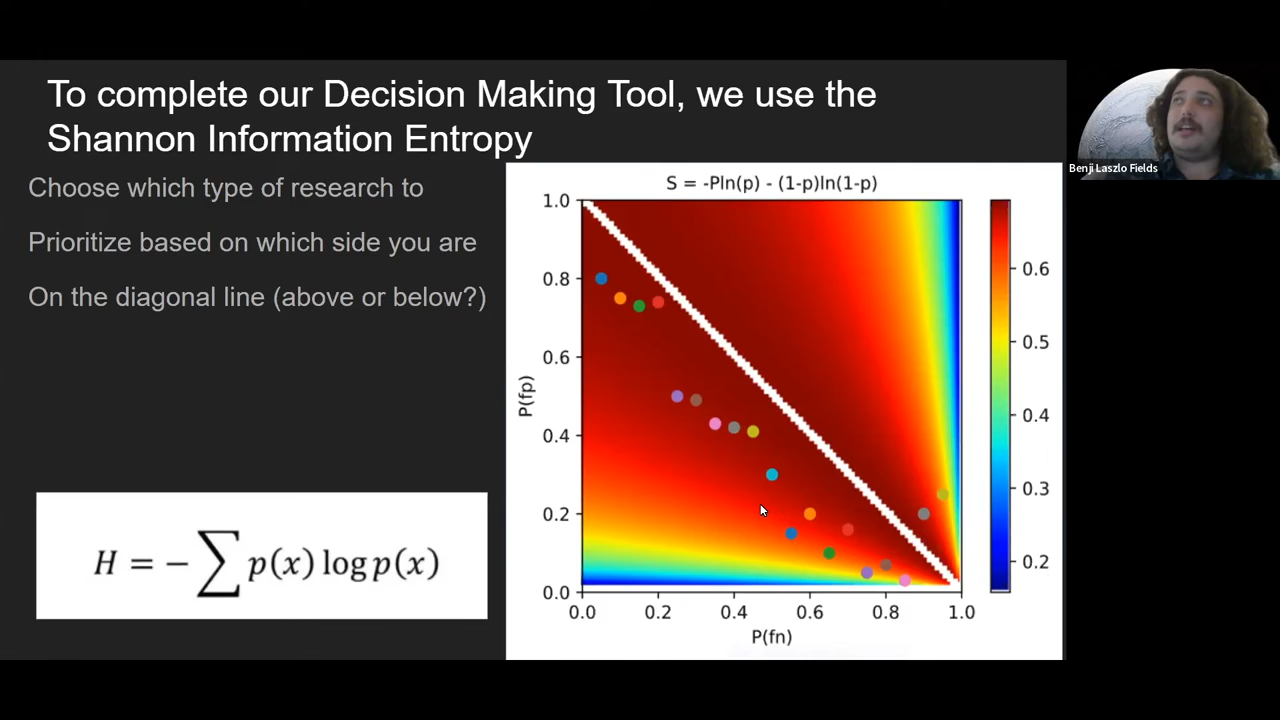 To complete our Decision Making Tool, we use the
Shannon Information Entropy
Benji Laszlo Fields
Choose which type of research to
Prioritize based on which side you are
On the diagonal line (above or below?)
H = − ∑ p(x) log p(x)
S = -Pln(p) - (1-p)ln(1-p)
P(fp)
1.0
0.8
0.6
0.4
0.2
0.0
0.0 0.2 0.4 0.6 0.8 1.0
P(fn)
0.6
0.5
0.4
0.3
0.2